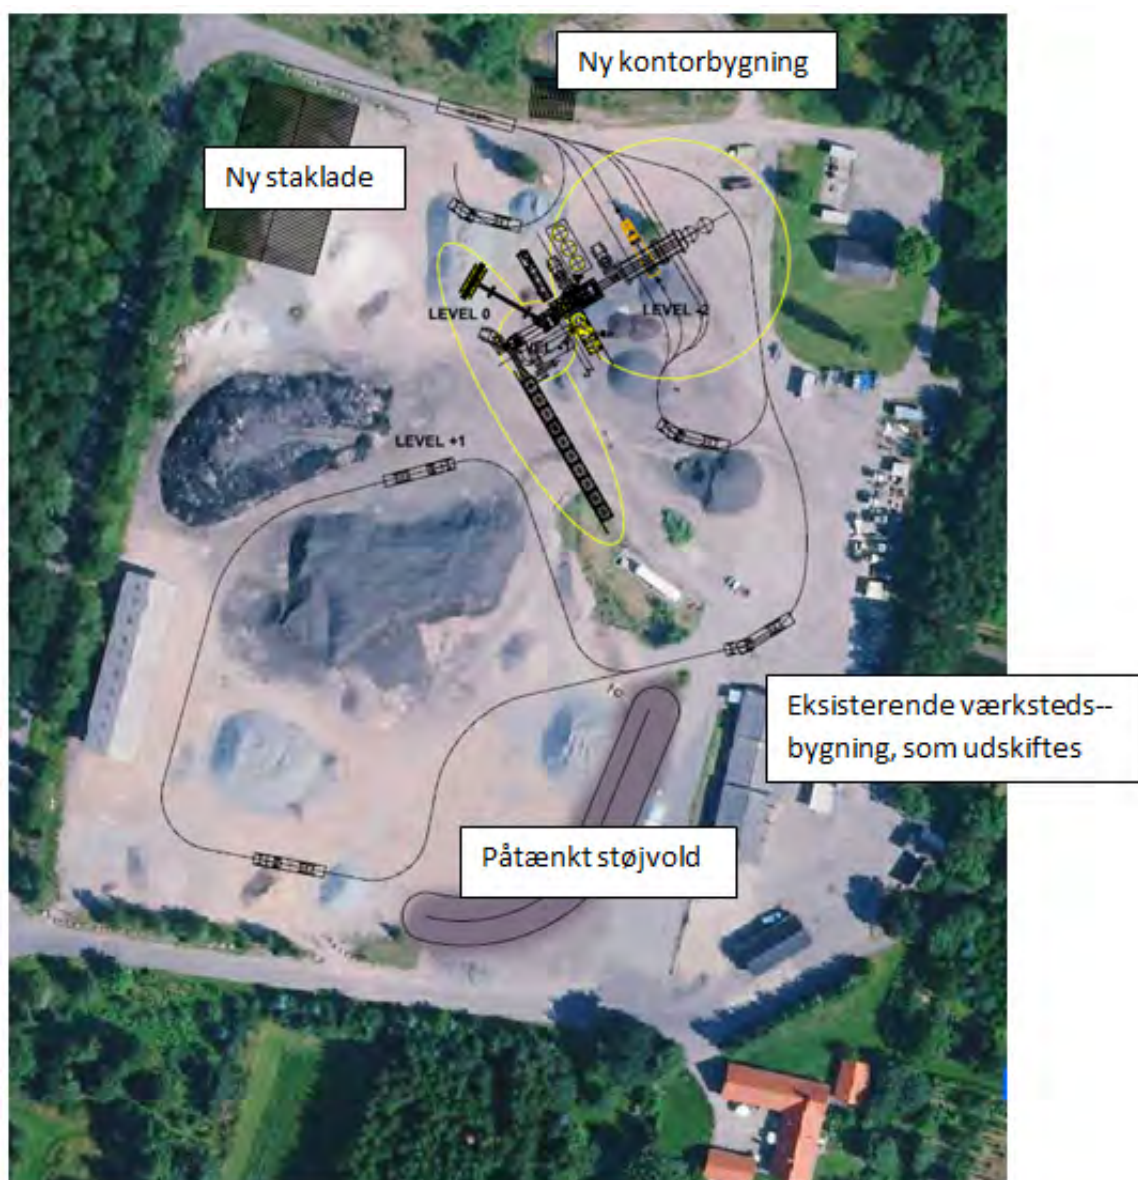 Ny kontorbygning
Ny staklade
LEVEL 0
LEVEL -2
LEVEL +1
Eksisterende værksteds--
bygning, som udskiftes
Påtænkt støjvold